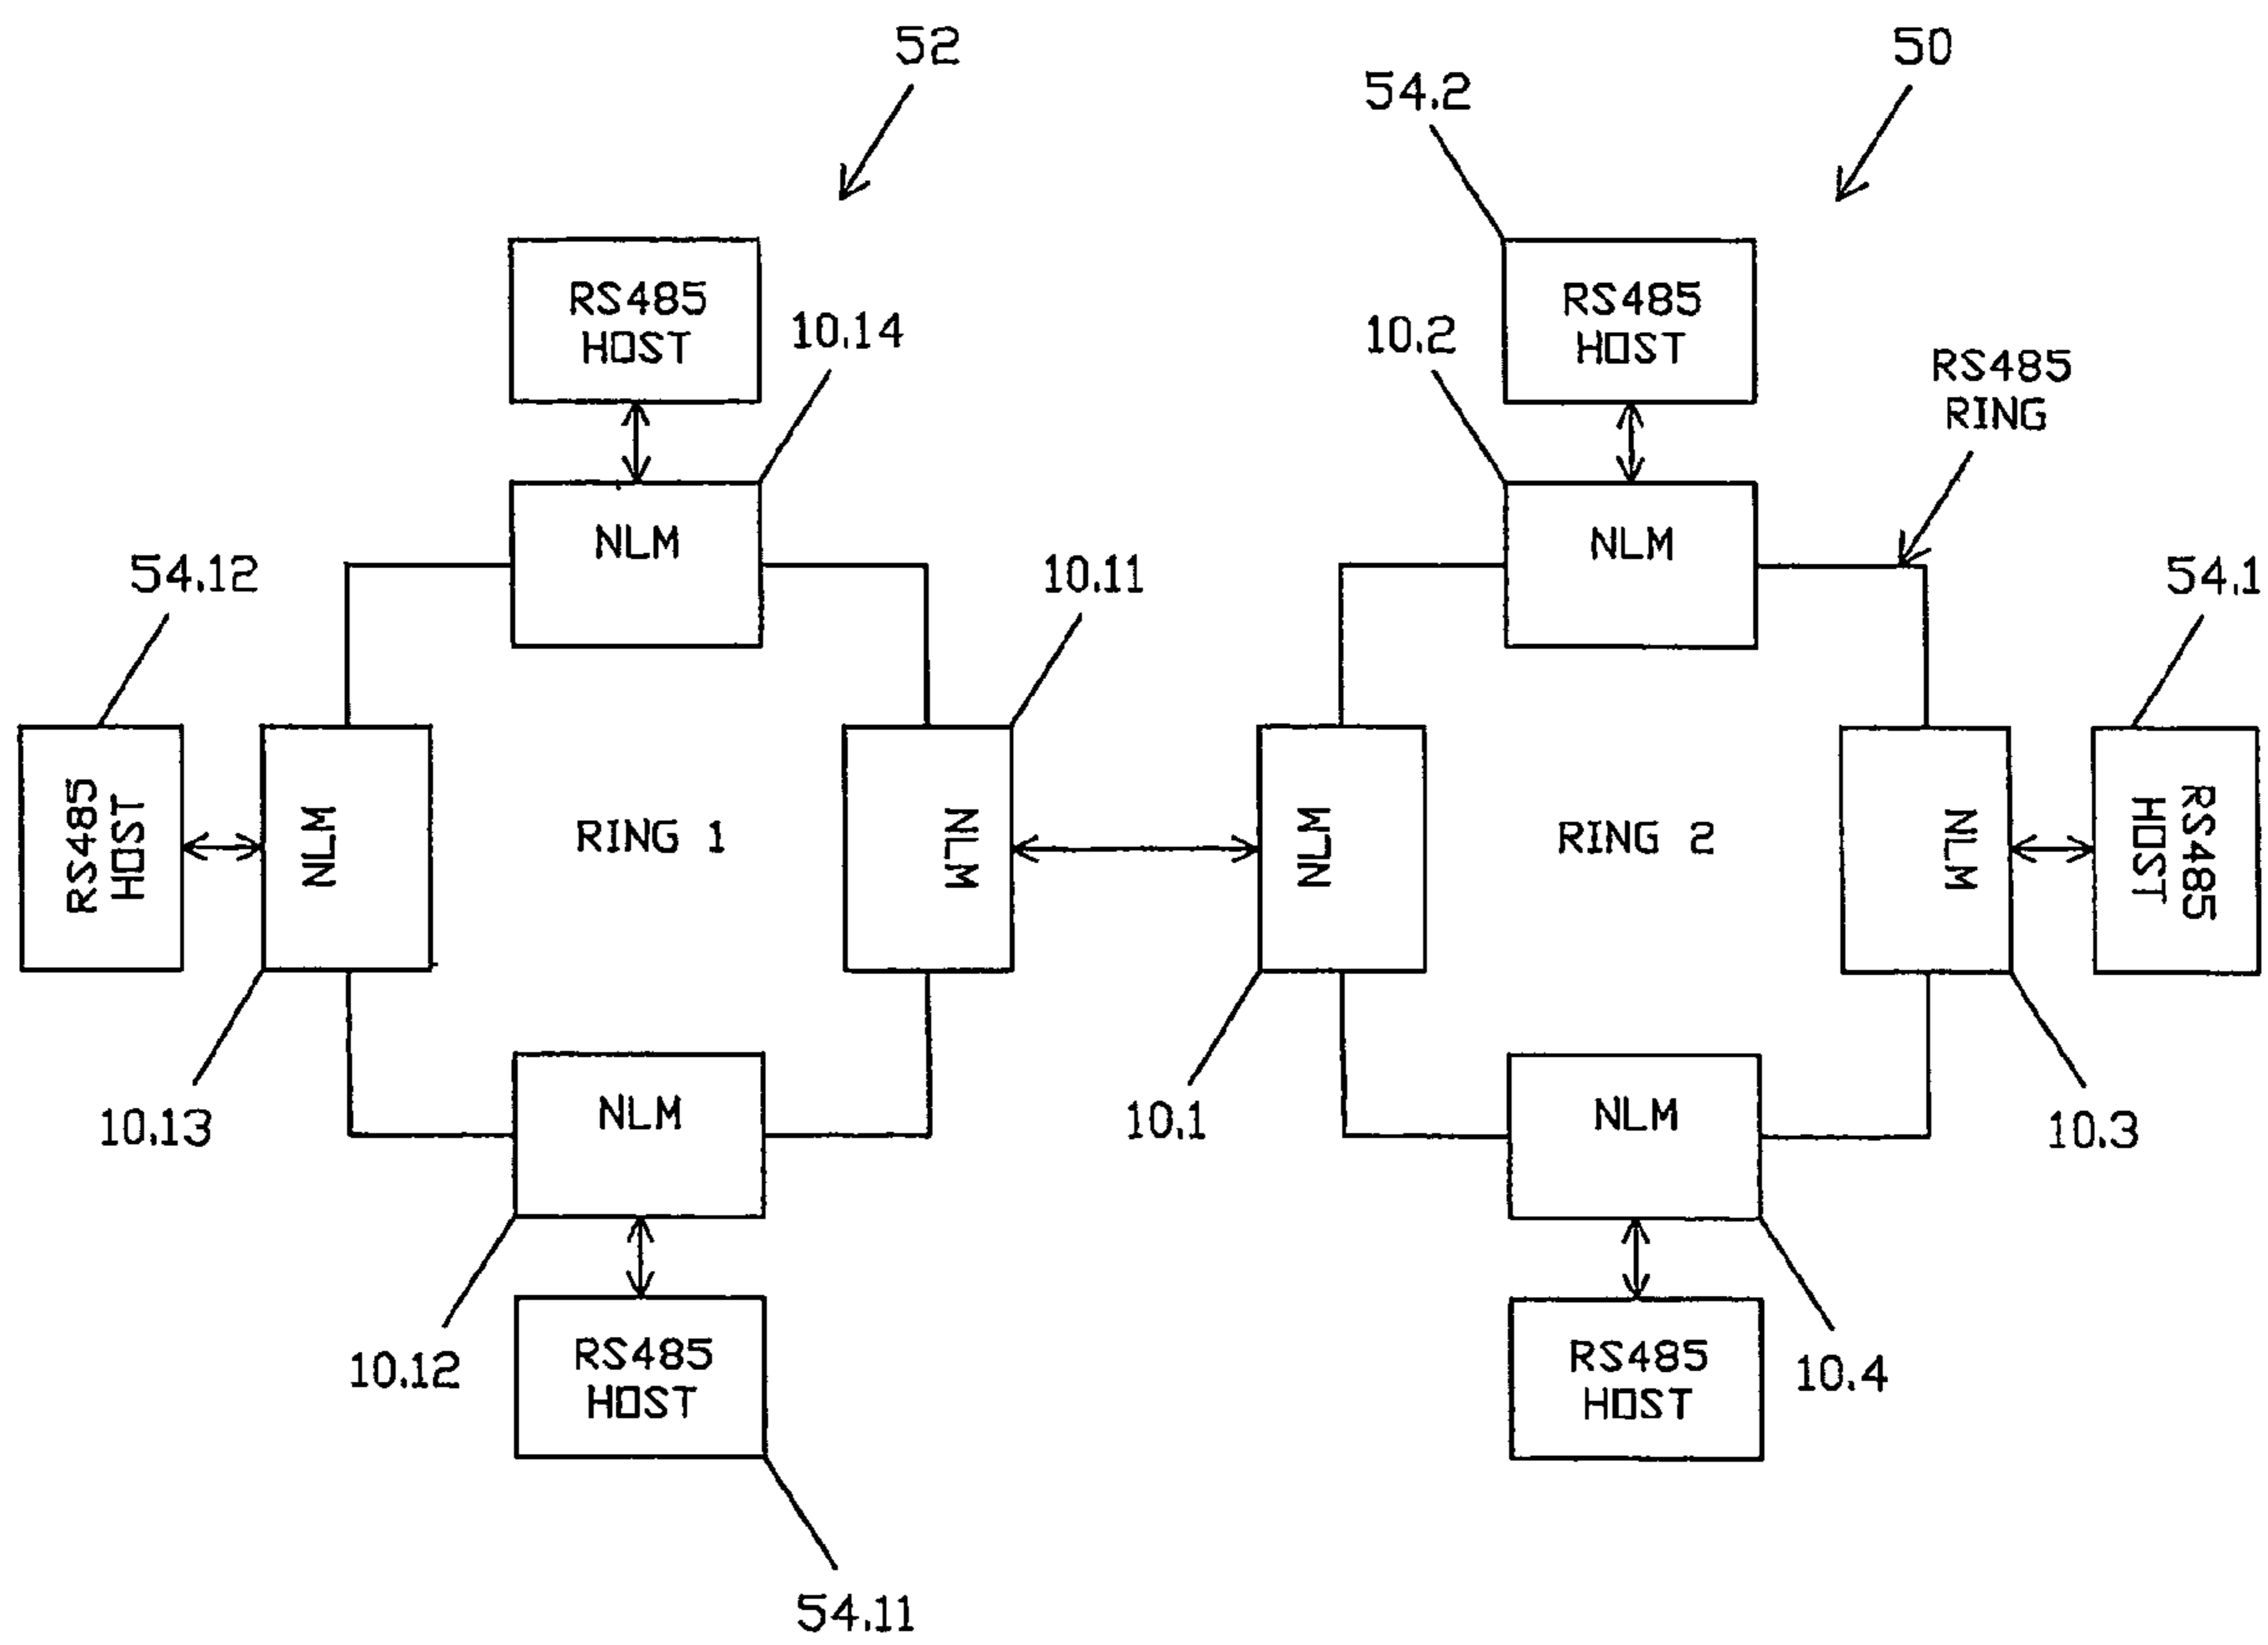 52
50
54.2
RS485
HOST
10.14
RS485
HOST
10.2
RS485
RING
NLM
NLM
54.12
10.11
54.1
RS485
HOST
NLM
RING 1
NLM
NLM
RING 2
NLM
RS485
HOST
10.13
NLM
10.1
NLM
10.3
10.12
RS485
HOST
RS485
HOST
10.4
54.11